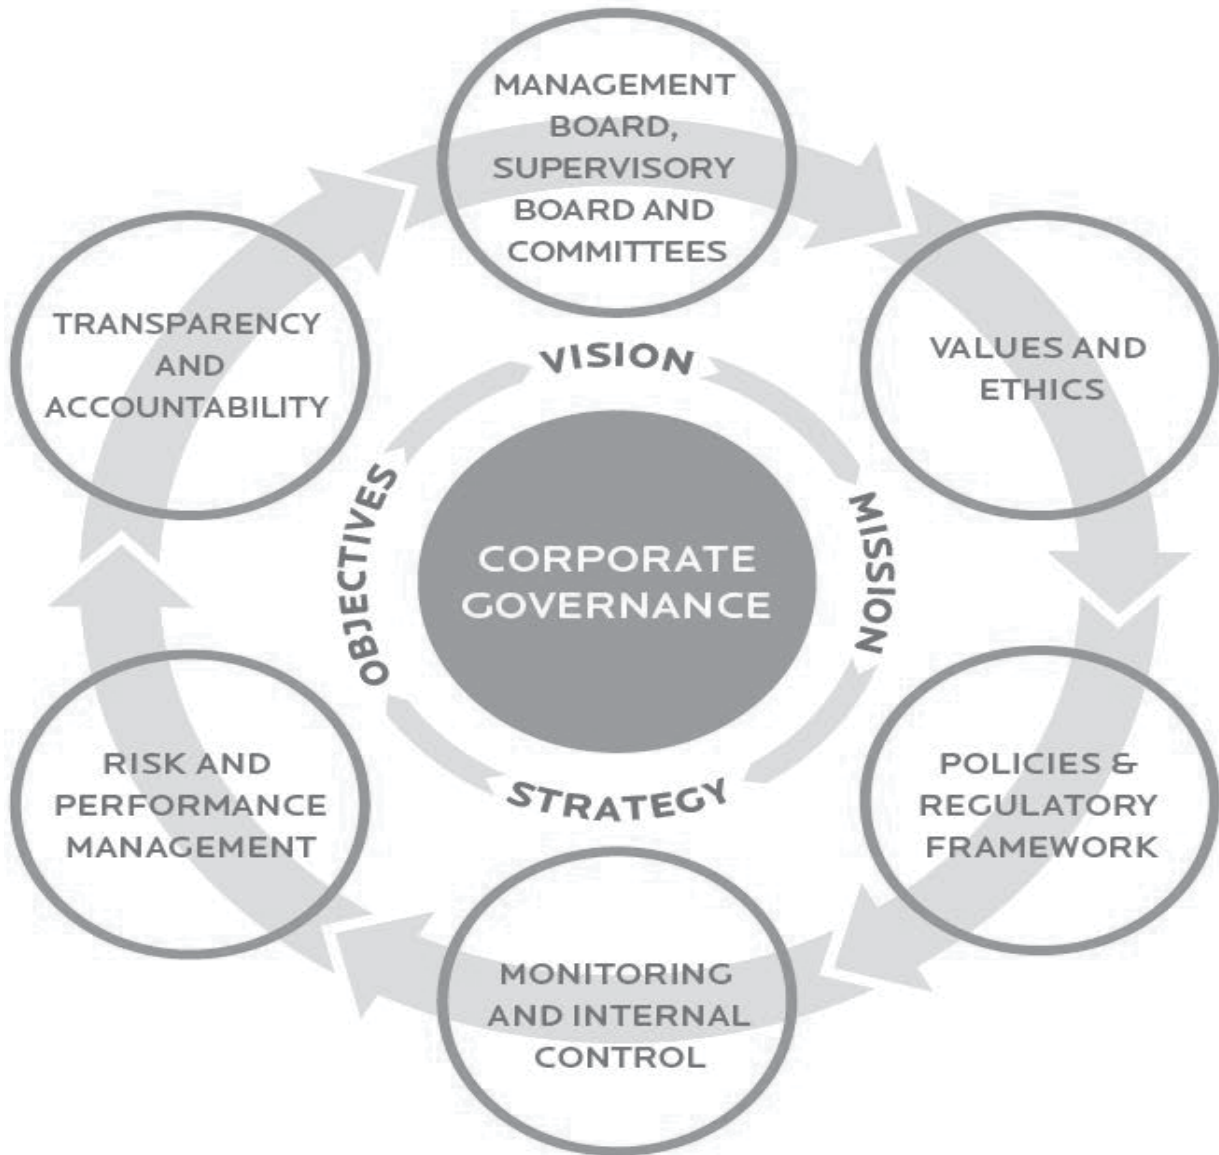 MANAGEMENT
BOARD,
SUPERVISORY
BOARD AND
COMMITTEES
VALUES AND
ETHICS
POLICIES &
REGULATORY
FRAMEWORK
MONITORING
AND INTERNAL
CONTROL
RISK AND
PERFORMANCE
MANAGEMENT
TRANSPARENCY
AND
ACCOUNTABILITY
VISION
MISSION
STRATEGY
OBJECTIVES
CORPORATE
GOVERNANCE